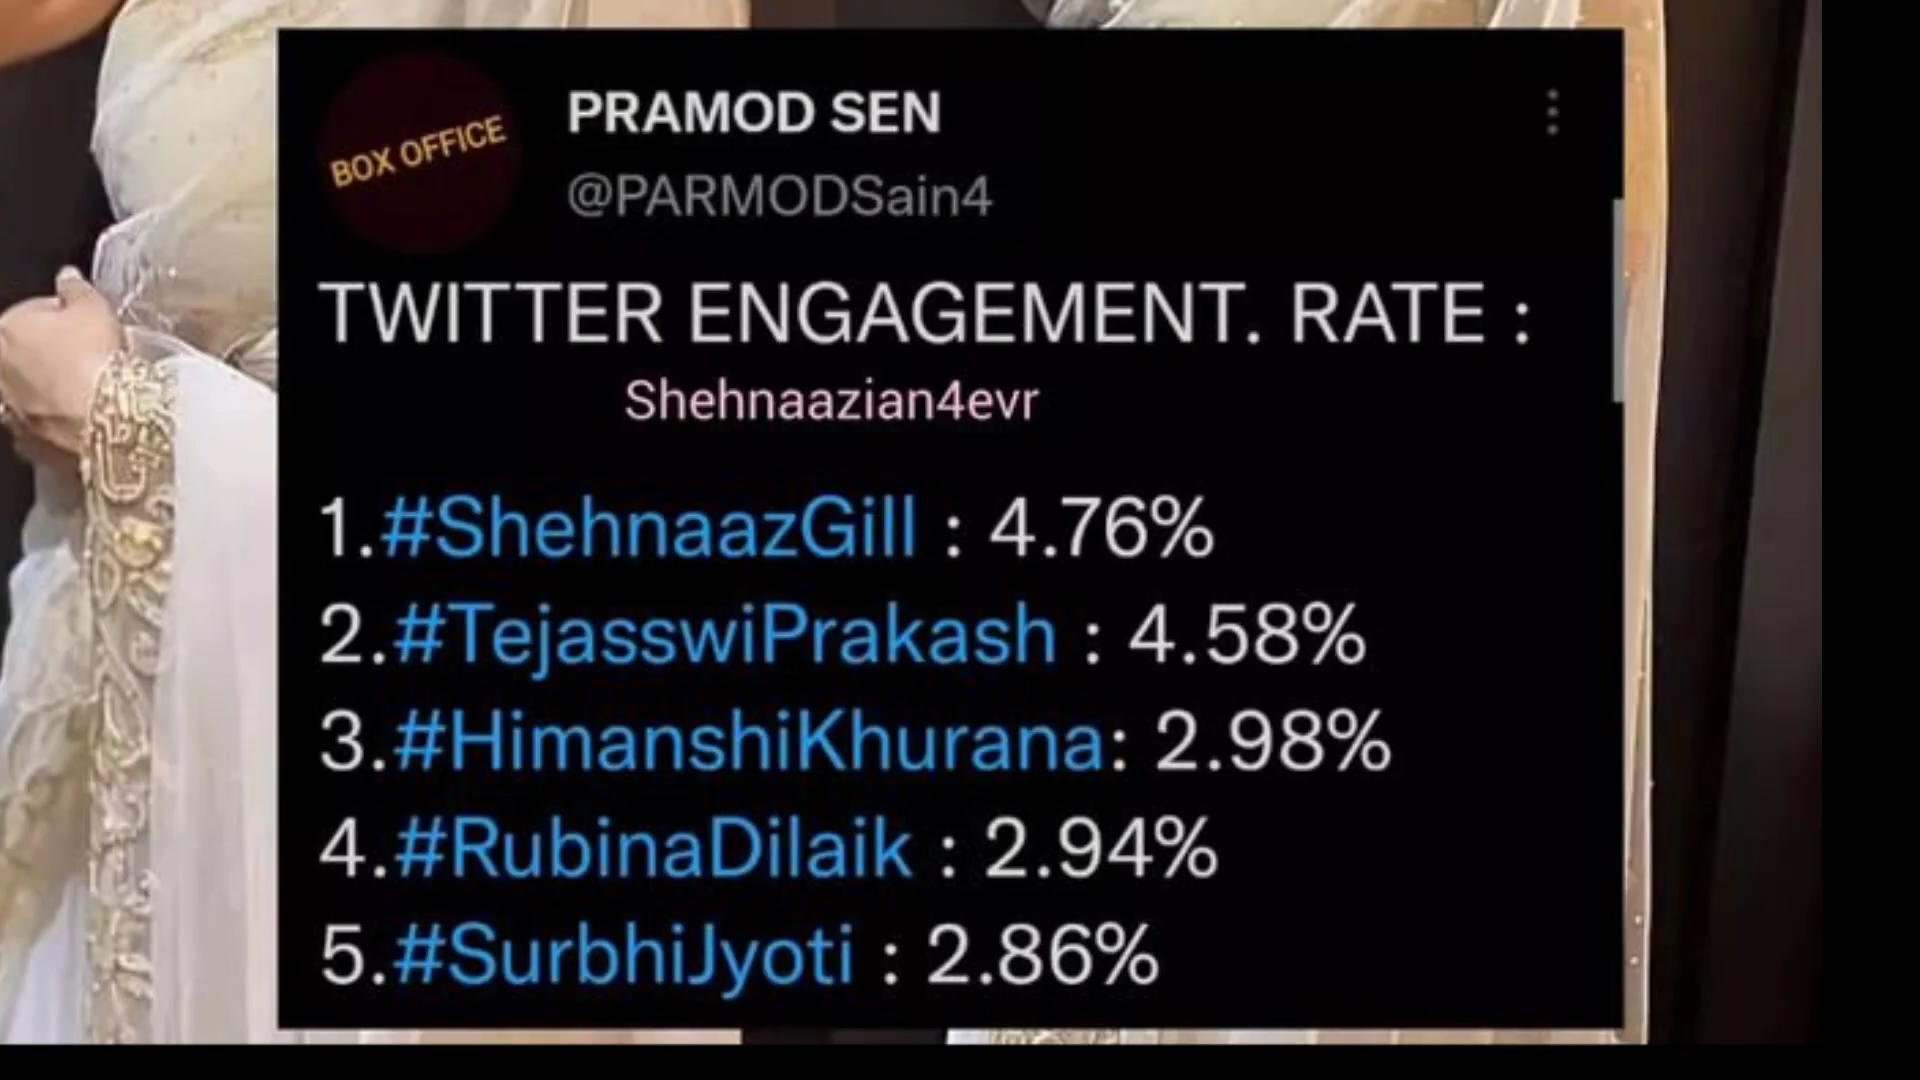 BOX OFFICE
PRAMOD SEN
@PARMODSain4
TWITTER ENGAGEMENT. RATE :
Shehnaazian4evr
1.#ShehnaazGill : 4.76%
2.#TejasswiPrakash : 4.58%
3.#HimanshiKhurana: 2.98%
4.#RubinaDilaik : 2.94%
5.#SurbhiJyoti : 2.86%